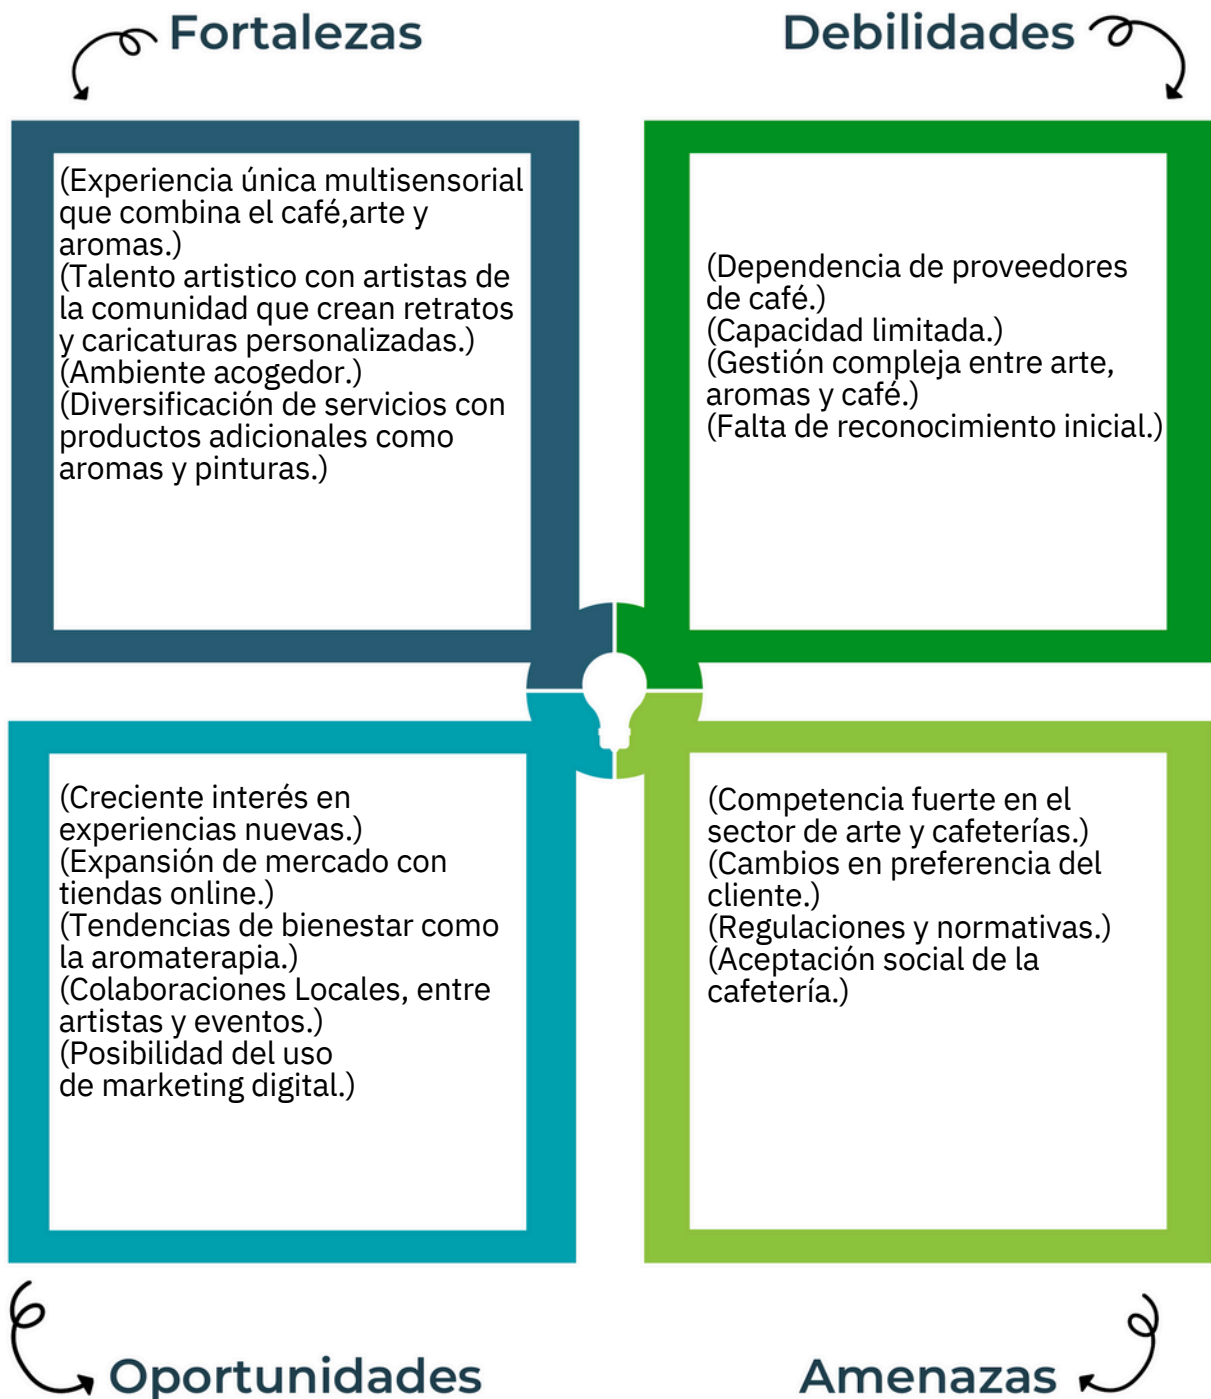 Fortalezas
(Experiencia única multisensorial
que combina el café,arte y
aromas.)
(Talento artistico con artistas de
la comunidad que crean retratos
y caricaturas personalizadas.)
(Ambiente acogedor.)
(Diversificación de servicios con
productos adicionales como
aromas y pinturas.)
Debilidades
(Dependencia de proveedores
de café.)
(Capacidad limitada.)
(Gestión compleja entre arte,
aromas y café.)
(Falta de reconocimiento inicial.)
(Creciente interés en
experiencias nuevas.)
(Expansión de mercado con
tiendas online.)
(Tendencias de bienestar como
la aromaterapia.)
(Colaboraciones Locales, entre
artistas y eventos.)
(Posibilidad del uso
de marketing digital.)
Oportunidades
(Competencia fuerte en el
sector de arte y cafeterías.)
(Cambios en preferencia del
cliente.)
(Regulaciones y normativas.)
(Aceptación social de la
cafetería.)
Amenazas